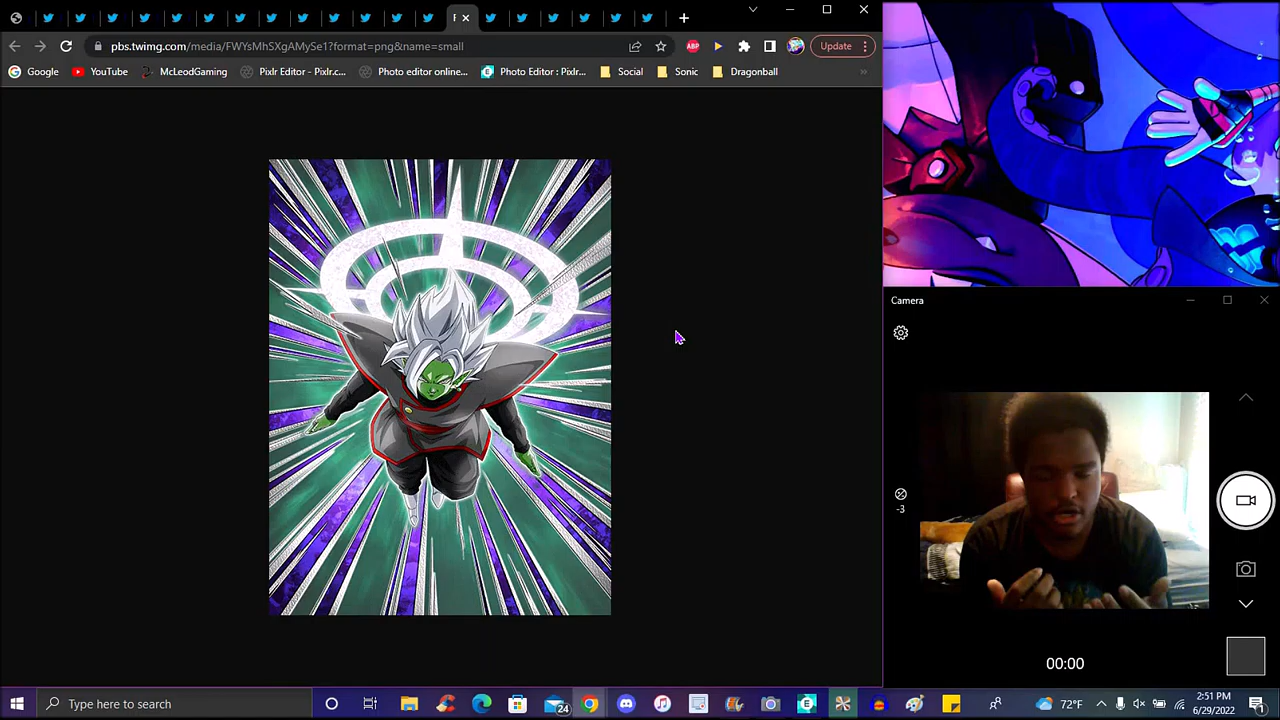 F
Update
pbs.twimg.com/media/FWYsMhSXgAMySe1?format=png&name=small
ABP
Google
YouTube
McLeodGaming
Pixlr Editor - Pixlr.c...
Photo editor online...
Photo Editor : Pixlr...
Social
Sonic
Dragonball
»
Camera
-3
00:00
Type here to search
24
72°F
2:51 PM
6/29/2022